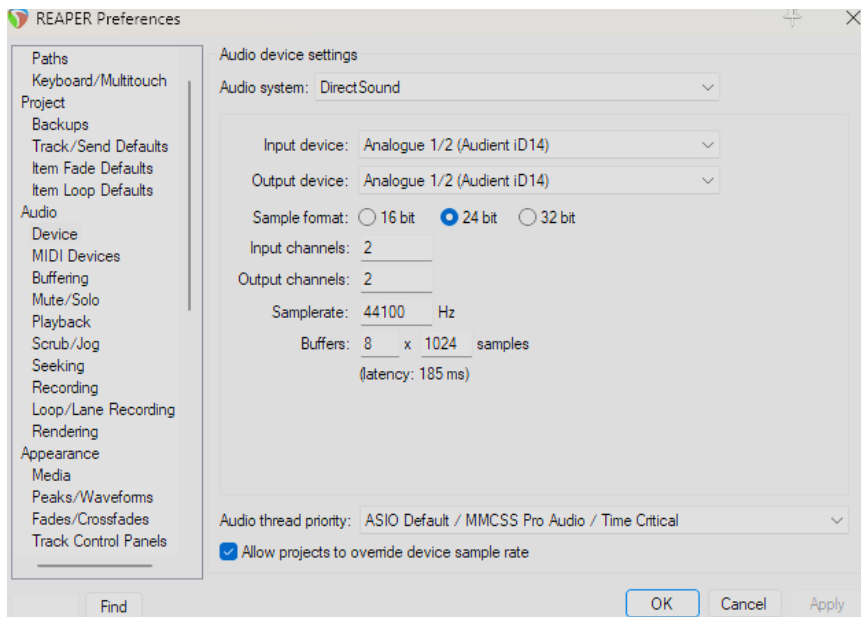 REAPER Preferences
Paths
Keyboard/Multitouch
Project
Backups
Track/Send Defaults
Item Fade Defaults
Item Loop Defaults
Audio
Device
MIDI Devices
Buffering
Mute/Solo
Playback
Scrub/Jog
Seeking
Recording
Loop/Lane Recording
Rendering
Appearance
Media
Peaks/Waveforms
Fades/Crossfades
Track Control Panels
Find
Audio device settings
Audio system: DirectSound
Input device: Analogue 1/2 (Audient iD14)
Output device: Analogue 1/2 (Audient iD14)
Sample format: 16 bit 24 bit 32 bit
Input channels: 2
Output channels: 2
Samplerate: 44100 Hz
Buffers: 8 x 1024 samples
(latency: 185 ms)
Audio thread priority: ASIO Default / MMCSS Pro Audio / Time Critical
Allow projects to override device sample rate
OK Cancel Apply